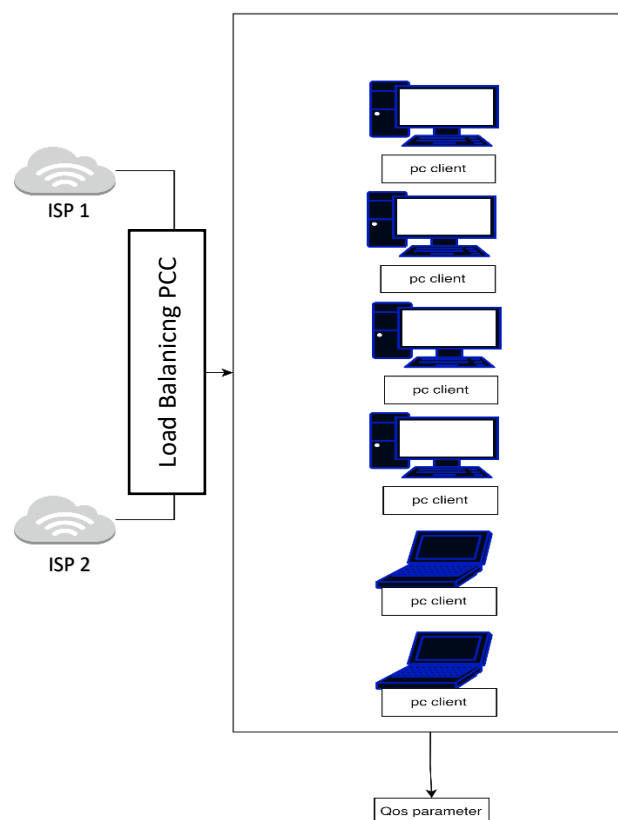 ISP 1
Load Balanicng PCC
ISP 2
pc client
pc client
pc client
pc client
pc client
pc client
Qos parameter